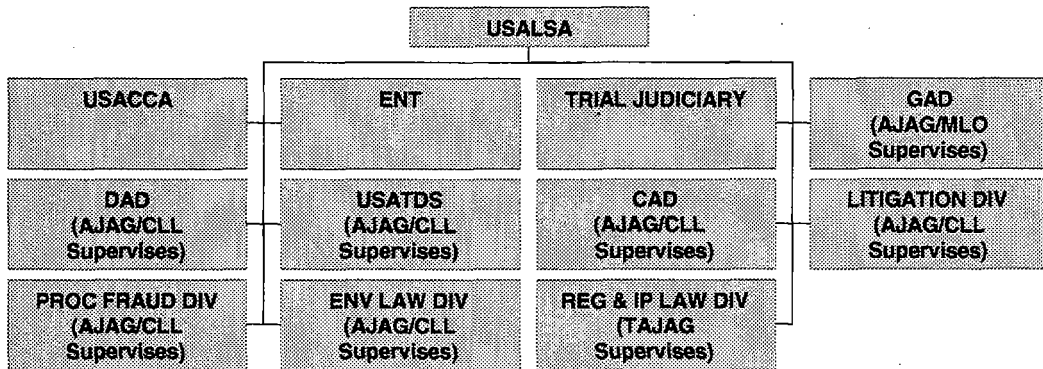 USALSA
USACCA
ENT
TRIAL JUDICIARY
GAD
(AJAG/MLO
Supervises)
DAD
(AJAG/CLL
Supervises)
USATDS
(AJAG/CLL
Supervises)
CAD
(AJAG/CLL
Supervises)
LITIGATION DIV
(AJAG/CLL
Supervises)
PROC FRAUD DIV
(AJAG/CLL
Supervises)
ENV LAW DIV
(AJAG/CLL
Supervises)
REG & IP LAW DIV
(TAJAG
Supervises)